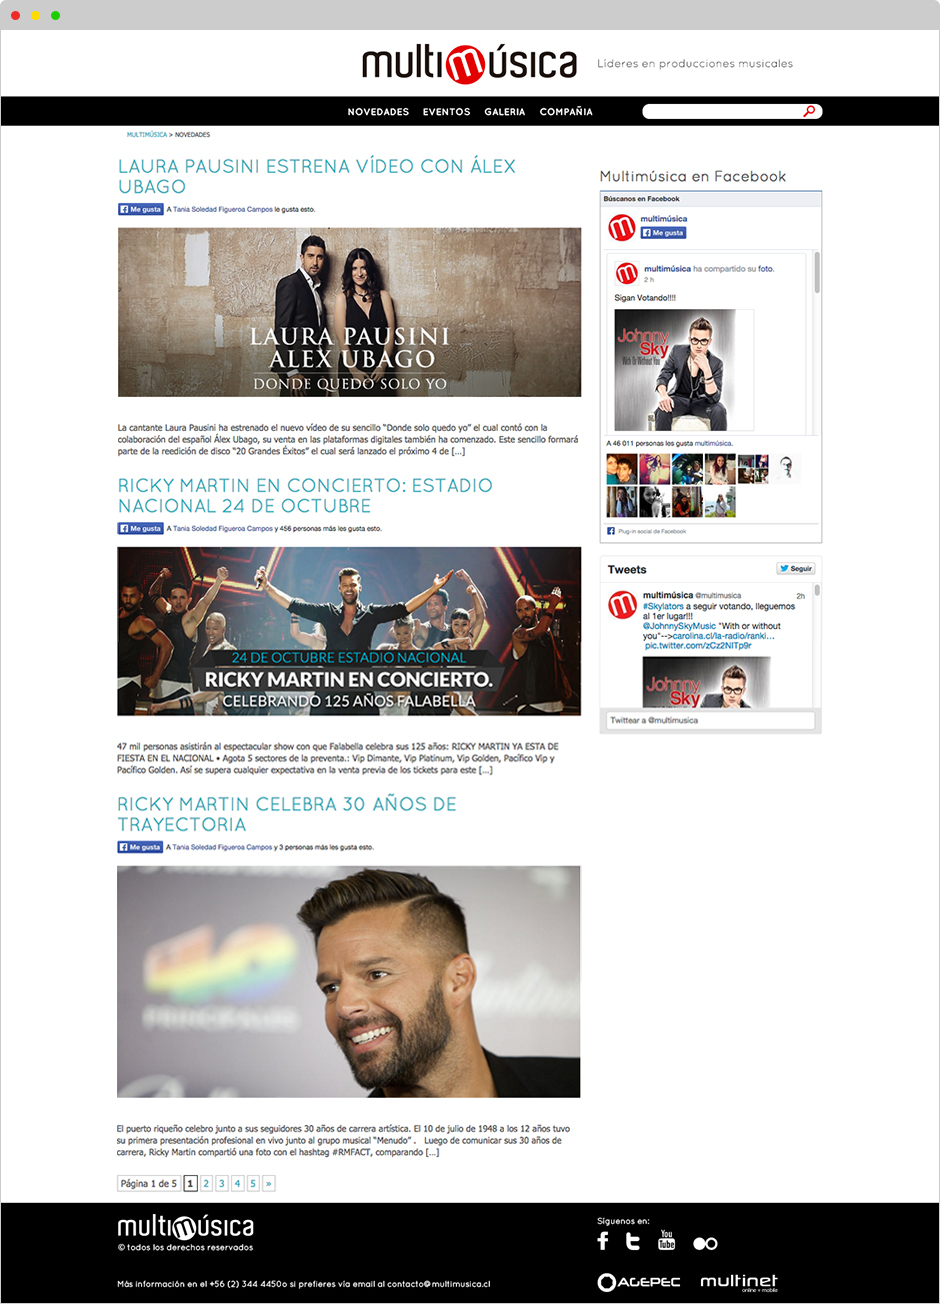 multimúsica
Líderes en producciones musicales
NOVEDADES EVENTOS GALERIA COMPAÑIA
MULTIMÚSICA > NOVEDADES
LAURA PAUSINI ESTRENA VÍDEO CON ÁLEX
UBAGO
Me gusta A Tania Soledad Figueroa Campos le gusta esto.
LAURA PAUSINI
ALEX UBAGO
DONDE QUEDO SOLO YO
La cantante Laura Pausini ha estrenado el nuevo vídeo de su sencillo “Donde solo quedo yo” el cual contó con la
colaboración del español Álex Ubago, su venta en las plataformas digitales también ha comenzado. Este sencillo formará
parte de la reedición de disco “20 Grandes Éxitos” el cual será lanzado el próximo 4 de [...]
RICKY MARTIN EN CONCIERTO: ESTADIO
NACIONAL 24 DE OCTUBRE
Me gusta A Tania Soledad Figueroa Campos y 456 personas más les gusta esto.
24 DE OCTUBRE ESTADIO NACIONAL
RICKY MARTIN EN CONCIERTO.
CELEBRANDO 125 AÑOS FALABELLA
47 mil personas asistirán al espectacular show con que Falabella celebra sus 125 años: RICKY MARTIN YA ESTA DE
FIESTA EN EL NACIONAL • Agota 5 sectores de la preventa.: Vip Dimante, Vip Platinum, Vip Golden, Pacífico Vip y
Pacífico Golden. Así se supera cualquier expectativa en la venta previa de los tickets para este [...]
RICKY MARTIN CELEBRA 30 AÑOS DE
TRAYECTORIA
Me gusta A Tania Soledad Figueroa Campos y 3 personas más les gusta esto.
PRINCIPALES
El puerto riqueño celebro junto a sus seguidores 30 años de carrera artística. El 10 de julio de 1948 a los 12 años tuvo
su primera presentación profesional en vivo junto al grupo musical “Menudo” . Luego de comunicar sus 30 años de
carrera, Ricky Martin compartió una foto con el hashtag #RMFACT, comparando [...]
Página 1 de 5 1 2 3 4 5 »
Multimúsica en Facebook
Búscanos en Facebook
multimúsica
Me gusta
multimúsica ha compartido su foto.
2 h
Sigan Votando!!!!
Johnny
Sky
With Or Without You
A 46 011 personas les gusta multimúsica.
Plug-in social de Facebook
Tweets
Seguir
multimúsica @multimusica 2h
#Skylators a seguir votando, lleguemos
al 1er lugar!!!
@JohnnySkyMusic "With or without
you"-->carolina.cl/la-radio/ranki...
pic.twitter.com/zCz2NITp9r
Johnny
Sky
Twittear a @multimusica
multimúsica
© todos los derechos reservados
Más información en el +56 (2) 344 4450o si prefieres vía email al contacto@multimusica.cl
Síguenos en:
You
Tube
AGEPEC
multinet
online + mobile